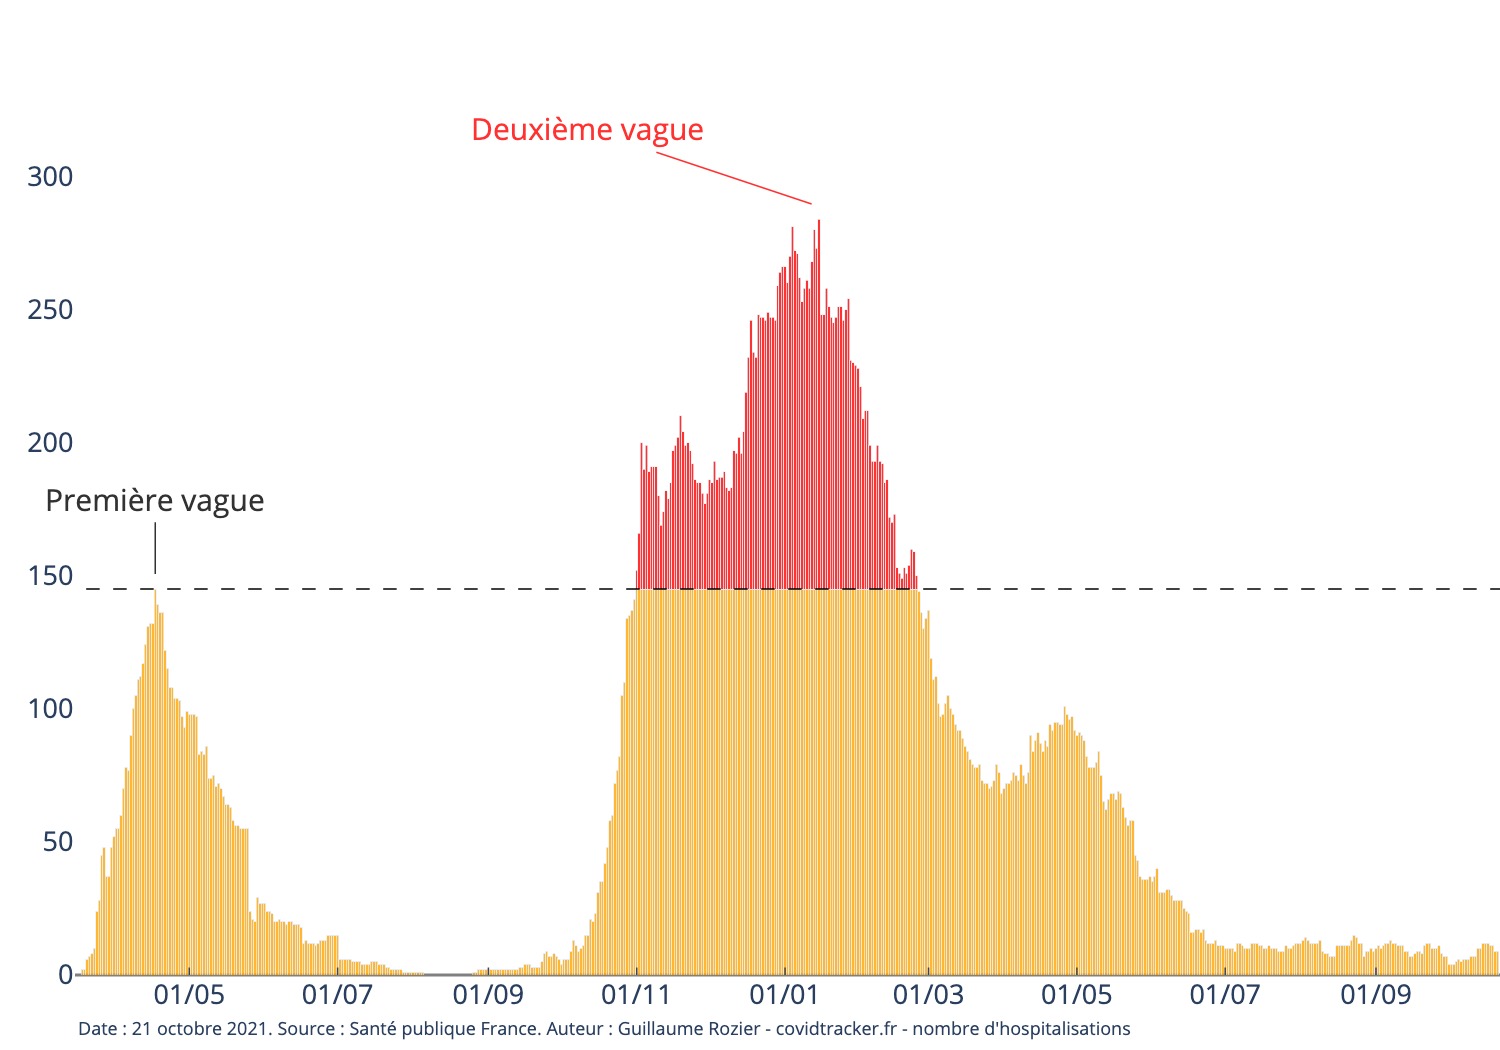 Deuxième vague
300
250
200
Première vague
150
100
50
0
01/05 01/07 01/09 01/11 01/01 01/03 01/05 01/07 01/09
Date : 21 octobre 2021. Source : Santé publique France. Auteur : Guillaume Rozier - covidtracker.fr - nombre d'hospitalisations